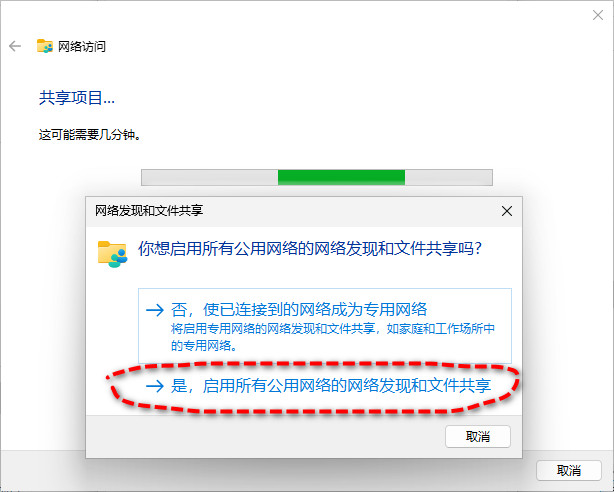 网络访问
共享项目...
这可能需要几分钟。
网络发现和文件共享
你想启用所有公用网络的网络发现和文件共享吗?
否，使已连接到的网络成为专用网络
将启用专用网络的网络发现和文件共享，如家庭和工作场所中
的专用网络。
是，启用所有公用网络的网络发现和文件共享
取消
取消